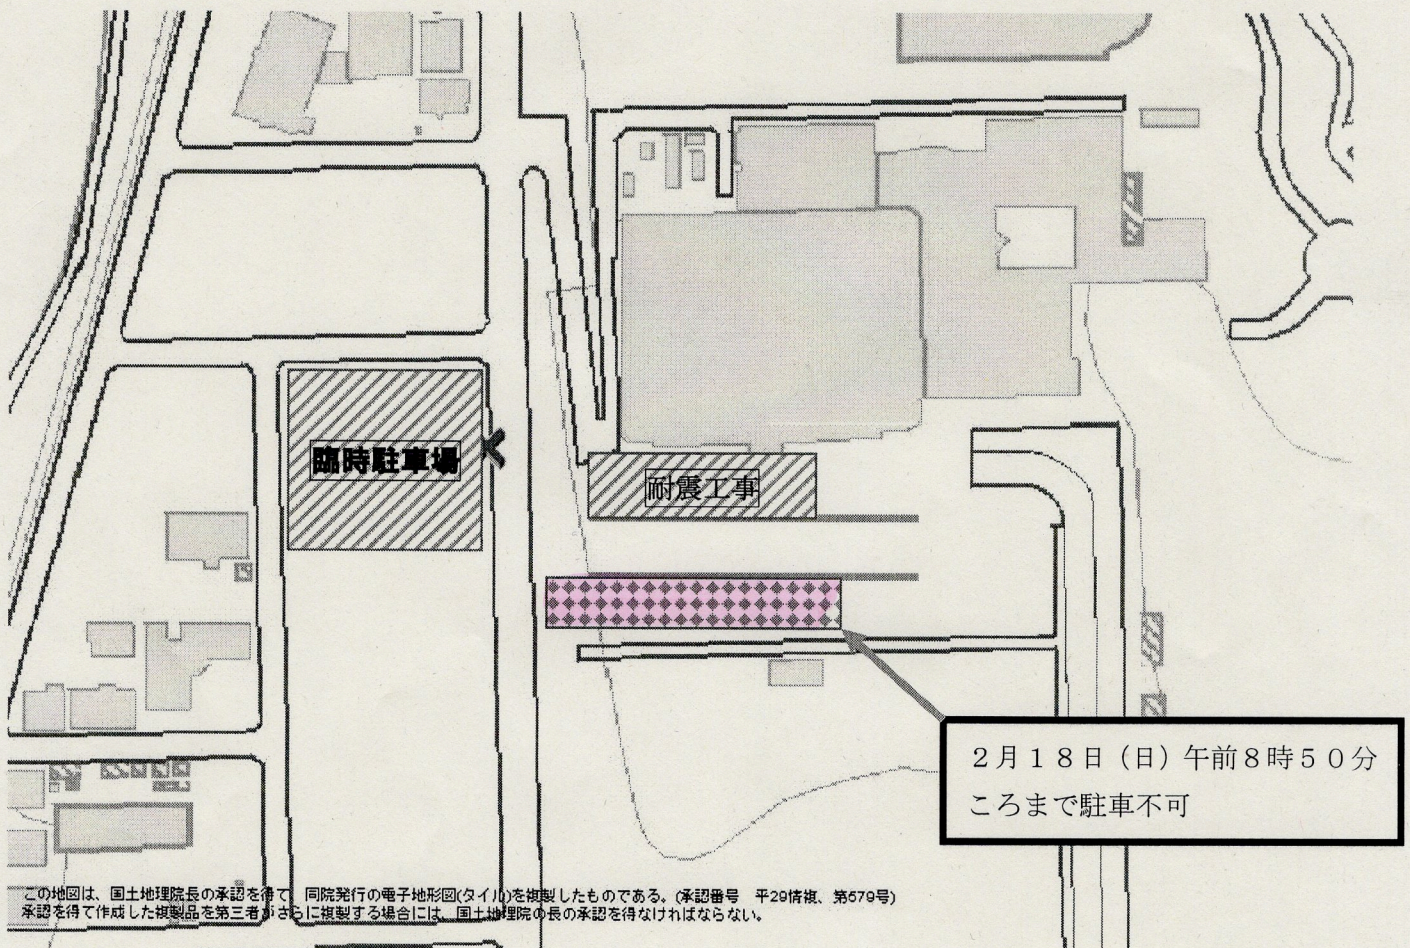 臨時駐車場
耐震工事
２月１８日（日）午前８時５０分
ころまで駐車不可
この地図は、国土地理院長の承認を得て、同院発行の電子地形図(タイル)を複製したものである。(承認番号　平29情複、第579号)
承認を得て作成した複製品を第三者がさらに複製する場合には、国土地理院の長の承認を得なければならない。